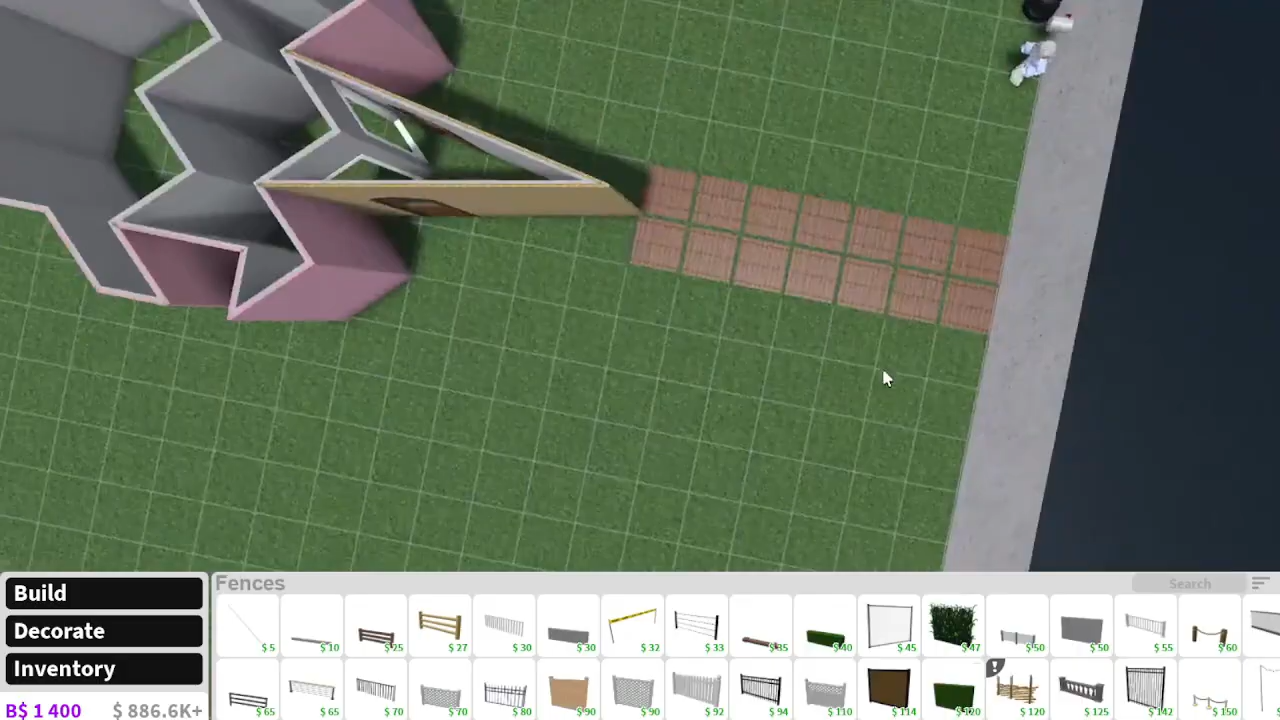 Build
Decorate
Inventory
B$ 1 400 $ 886.6K+
Fences
Search
$ 5 $ 10 $ 25 $ 27 $ 30 $ 30 $ 32 $ 33 $ 35 $ 40 $ 45 $ 47 $ 50 $ 50 $ 55 $ 60
$ 65 $ 65 $ 70 $ 70 $ 80 $ 90 $ 90 $ 92 $ 94 $ 110 $ 114 $ 120 $ 120 $ 125 $ 142 $ 150